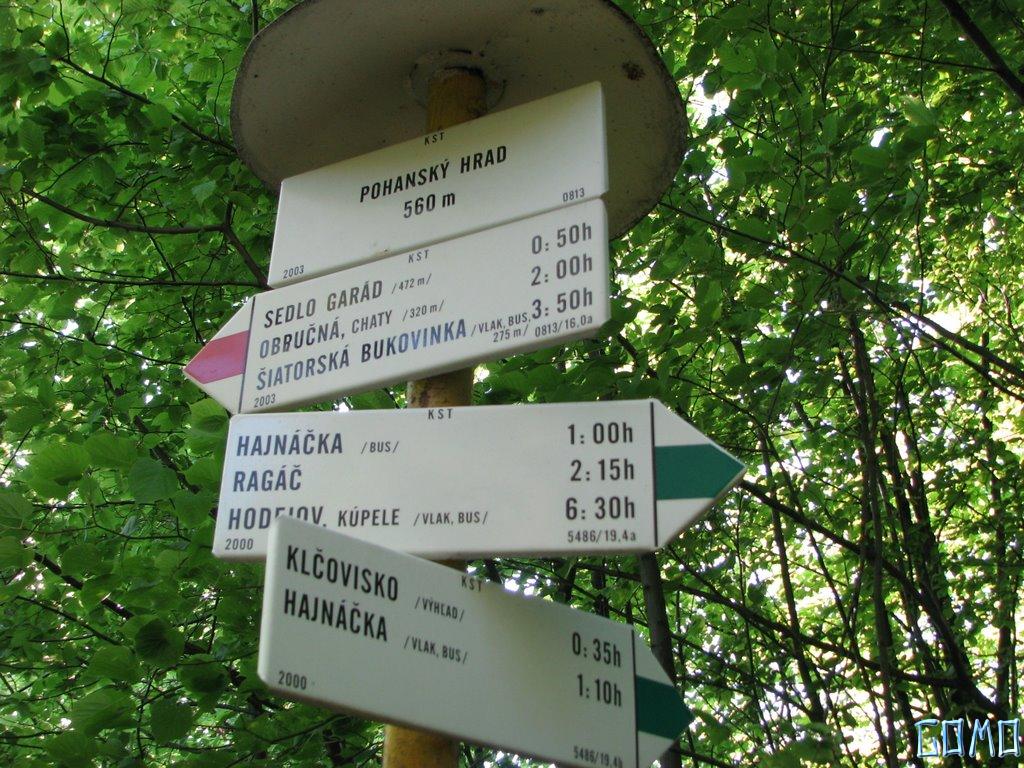 KST
POHANSKÝ HRAD
560 m
2003 0813
KST
SEDLO GARÁD /472 m/ 0:50h
OBRUČNÁ, CHATY /320 m/ 2:00h
ŠIATORSKÁ BUKOVINKA /VLAK, BUS, 275 m/ 3:50h
2003 0813/16,0a
KST
HAJNÁČKA /BUS/ 1:00h
RAGÁČ 2:15h
HODEJOV, KÚPELE /VLAK, BUS/ 6:30h
2000 5486/19,4a
KST
KLČOVISKO /VÝHĽAD/ 0:35h
HAJNÁČKA /VLAK, BUS/ 1:10h
2000 5486/19,4b
GOMO